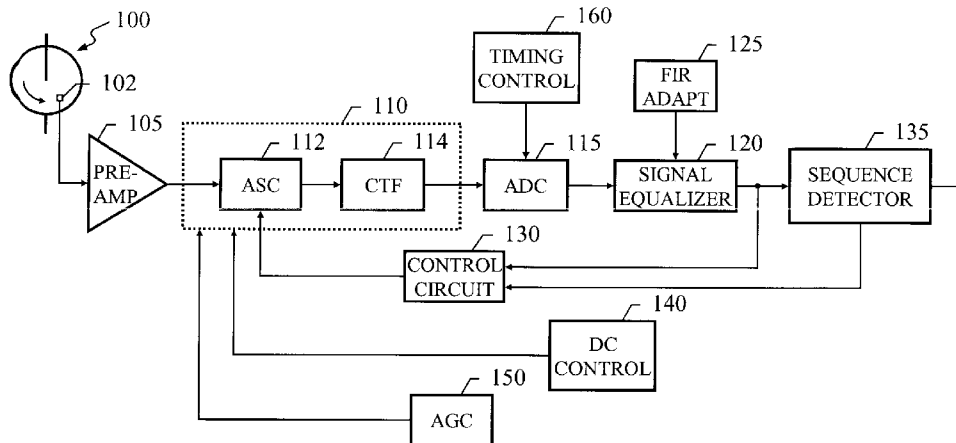 100
102
105
PRE-
AMP
110
112
ASC
114
CTF
160
TIMING
CONTROL
115
ADC
125
FIR
ADAPT
120
SIGNAL
EQUALIZER
135
SEQUENCE
DETECTOR
130
CONTROL
CIRCUIT
140
DC
CONTROL
150
AGC